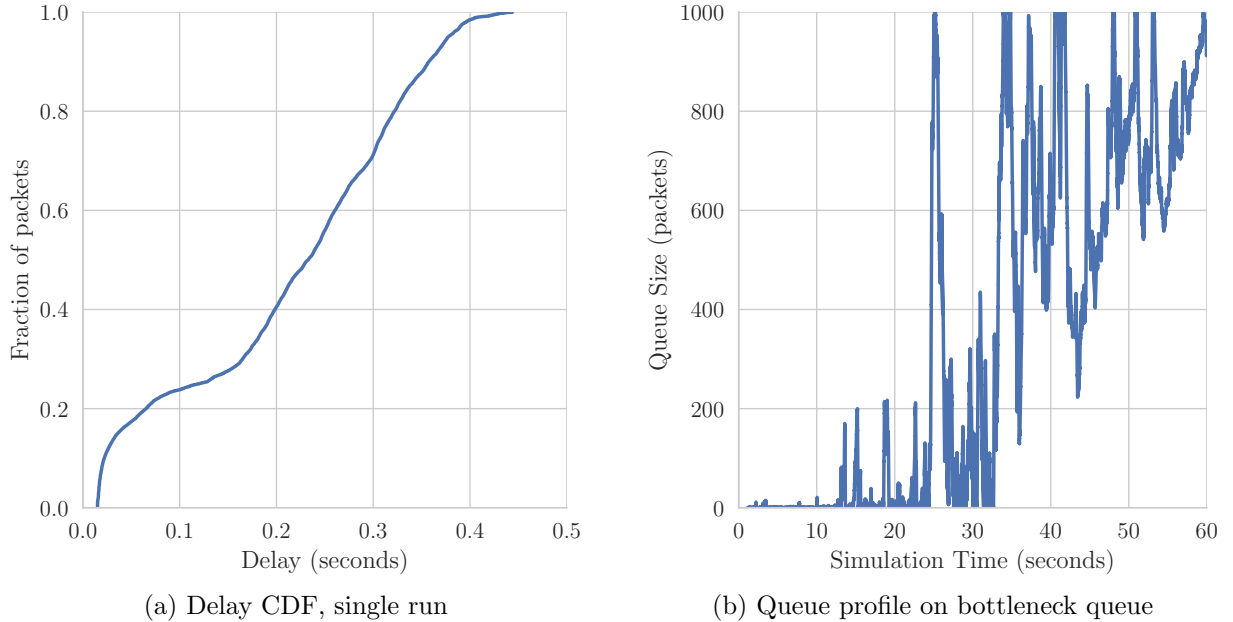 1.0
0.8
0.6
0.4
0.2
0.0
Fraction of packets
0.0 0.1 0.2 0.3 0.4 0.5
Delay (seconds)
(a) Delay CDF, single run
1000
800
600
400
200
0
Queue Size (packets)
0 10 20 30 40 50 60
Simulation Time (seconds)
(b) Queue profile on bottleneck queue